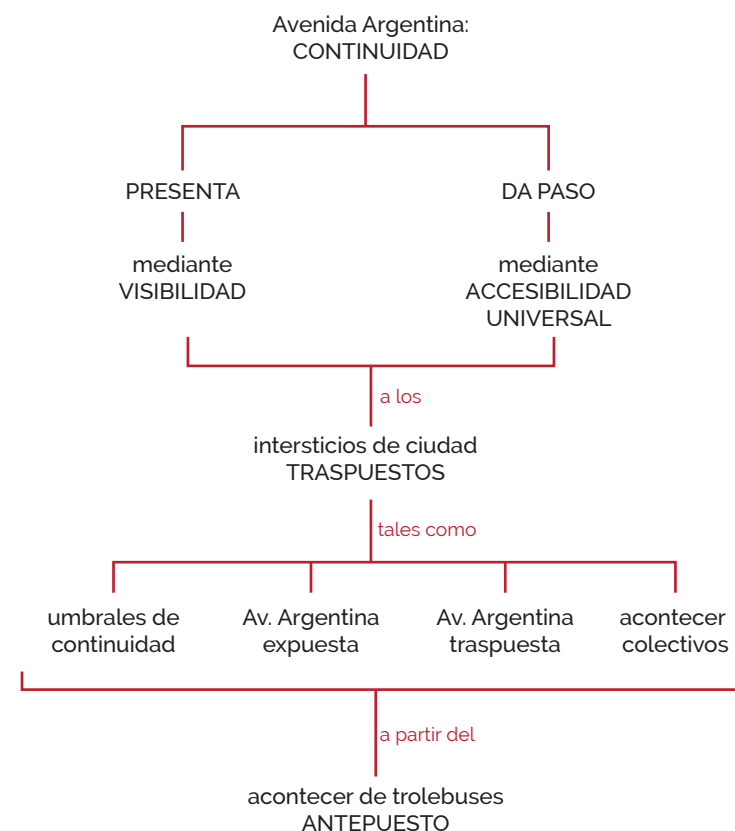 Avenida Argentina:
CONTINUIDAD
PRESENTA
DA PASO
mediante
VISIBILIDAD
mediante
ACCESIBILIDAD
UNIVERSAL
a los
intersticios de ciudad
TRASPUESTOS
tales como
umbrales de
continuidad
Av. Argentina
expuesta
Av. Argentina
traspuesta
acontecer
colectivos
a partir del
acontecer de trolebuses
ANTEPUESTO